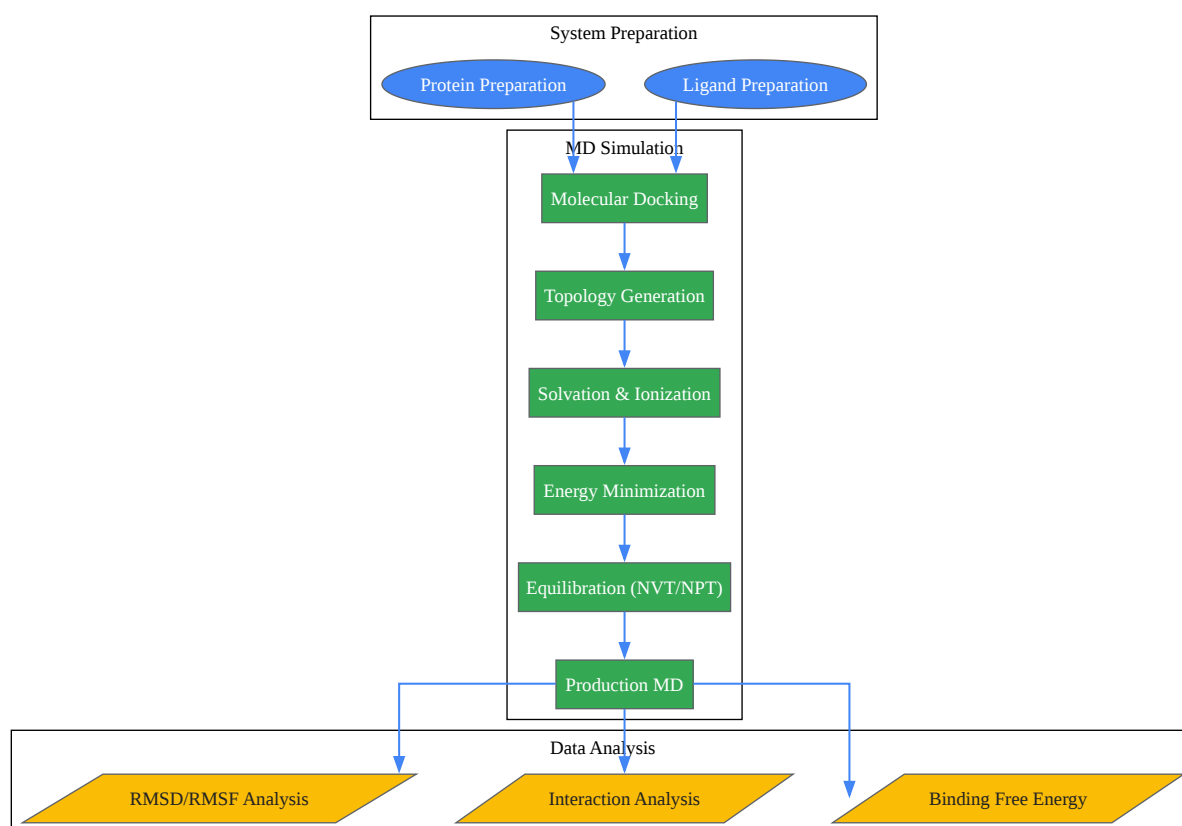 System Preparation
Protein Preparation
Ligand Preparation
MD Simulation
Molecular Docking
Topology Generation
Solvation & Ionization
Energy Minimization
Equilibration (NVT/NPT)
Production MD
Data Analysis
RMSD/RMSF Analysis
Interaction Analysis
Binding Free Energy